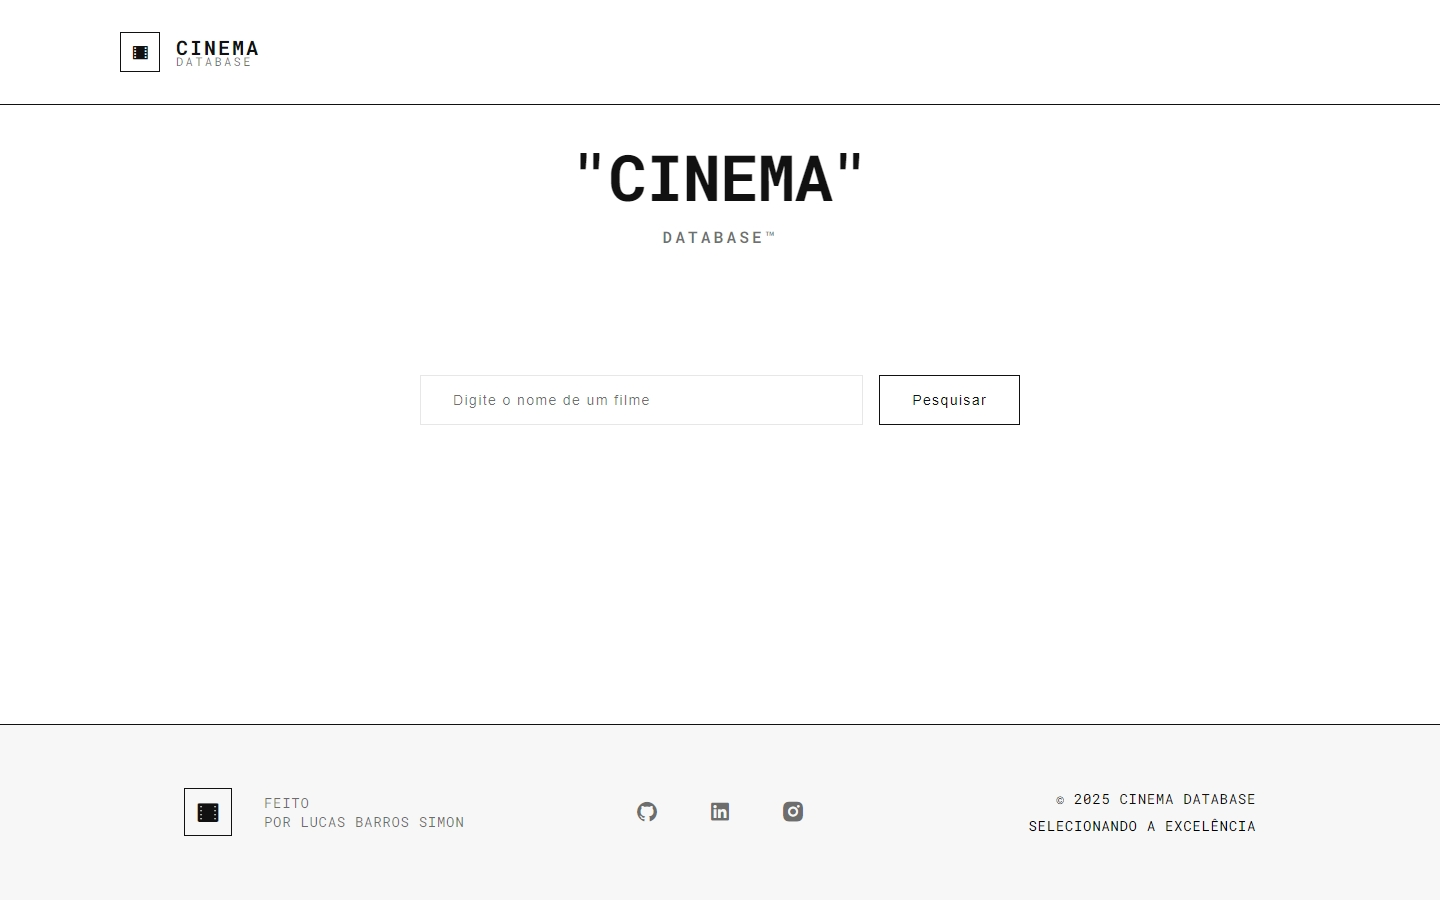 CINEMA
DATABASE
"CINEMA"
DATABASE™
Digite o nome de um filme
Pesquisar
FEITO
POR LUCAS BARROS SIMON
© 2025 CINEMA DATABASE
SELECIONANDO A EXCELÊNCIA